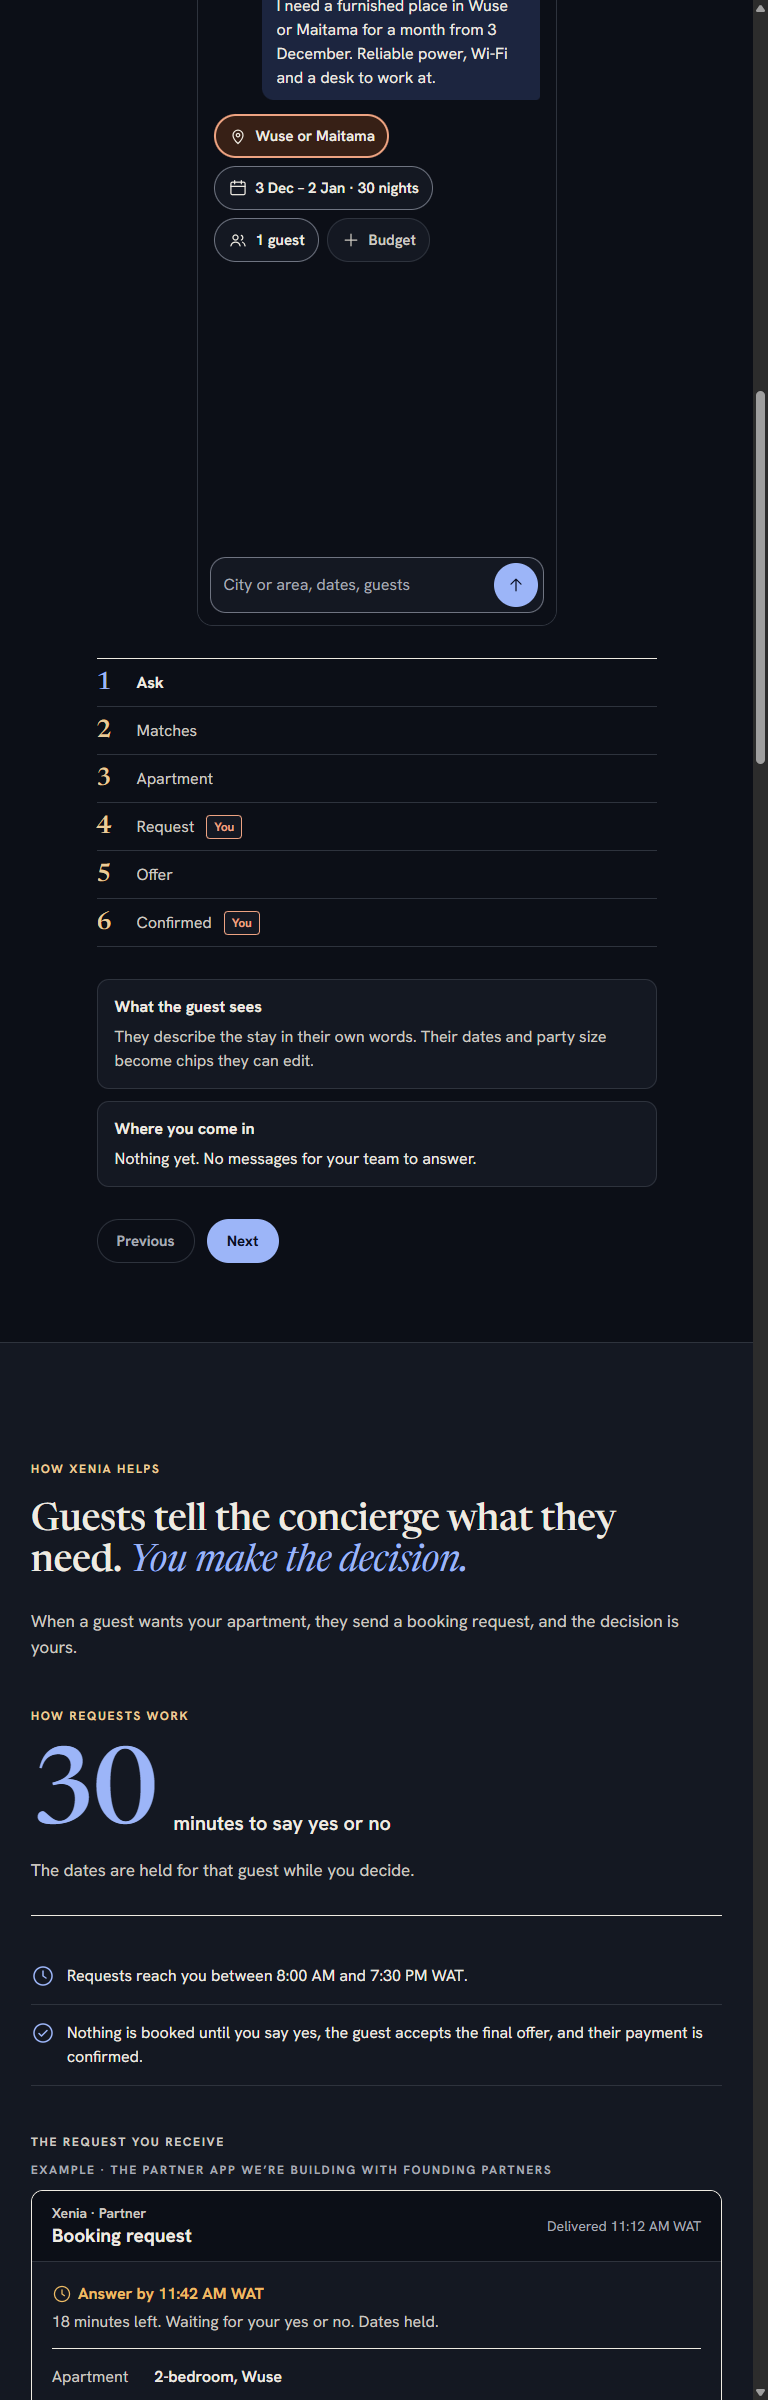 I need a furnished place in Wuse
or Maitama for a month from 3
December. Reliable power, Wi-Fi
and a desk to work at.
Wuse or Maitama
3 Dec – 2 Jan · 30 nights
1 guest
Budget
City or area, dates, guests
1 Ask
2 Matches
3 Apartment
4 Request You
5 Offer
6 Confirmed You
What the guest sees
They describe the stay in their own words. Their dates and party size
become chips they can edit.
Where you come in
Nothing yet. No messages for your team to answer.
Previous
Next
HOW XENIA HELPS
Guests tell the concierge what they
need. You make the decision.
When a guest wants your apartment, they send a booking request, and the decision is
yours.
HOW REQUESTS WORK
30 minutes to say yes or no
The dates are held for that guest while you decide.
Requests reach you between 8:00 AM and 7:30 PM WAT.
Nothing is booked until you say yes, the guest accepts the final offer, and their payment is
confirmed.
THE REQUEST YOU RECEIVE
EXAMPLE · THE PARTNER APP WE’RE BUILDING WITH FOUNDING PARTNERS
Xenia · Partner
Booking request
Delivered 11:12 AM WAT
Answer by 11:42 AM WAT
18 minutes left. Waiting for your yes or no. Dates held.
Apartment 2-bedroom, Wuse